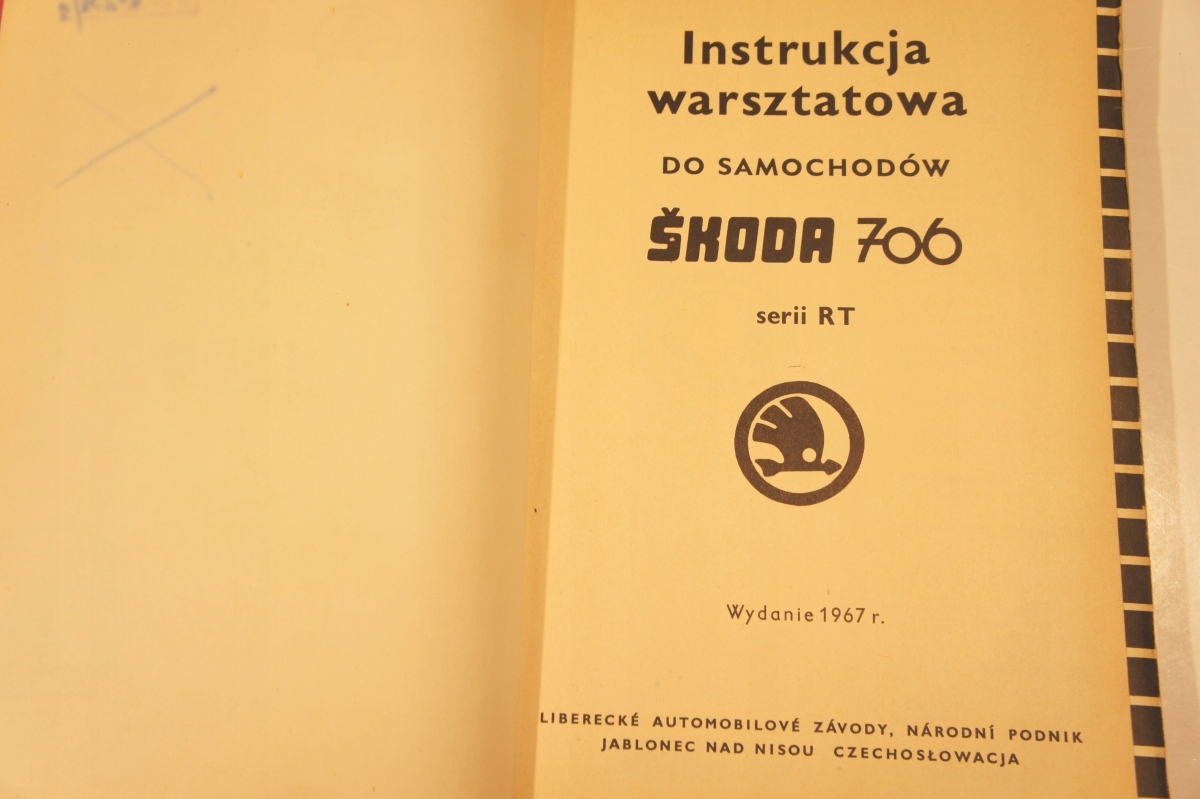 Instrukcja
warsztatowa
DO SAMOCHODÓW
ŠKODA 706
serii RT
Wydanie 1967 r.
LIBERECKÉ AUTOMOBILOVÉ ZÁVODY, NÁRODNÍ PODNIK
JABLONEC NAD NISOU CZECHOSŁOWACJA